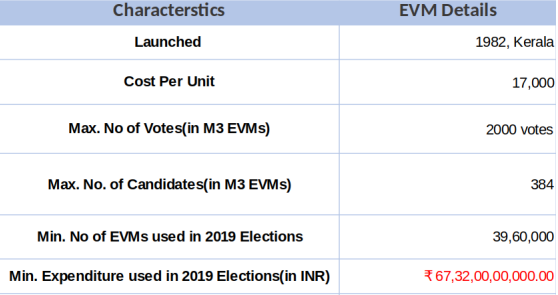 Characterstics EVM Details
Launched 1982, Kerala
Cost Per Unit 17,000
Max. No of Votes(in M3 EVMs) 2000 votes
Max. No. of Candidates(in M3 EVMs) 384
Min. No of EVMs used in 2019 Elections 39,60,000
Min. Expenditure used in 2019 Elections(in INR) ₹ 67,32,00,00,000.00